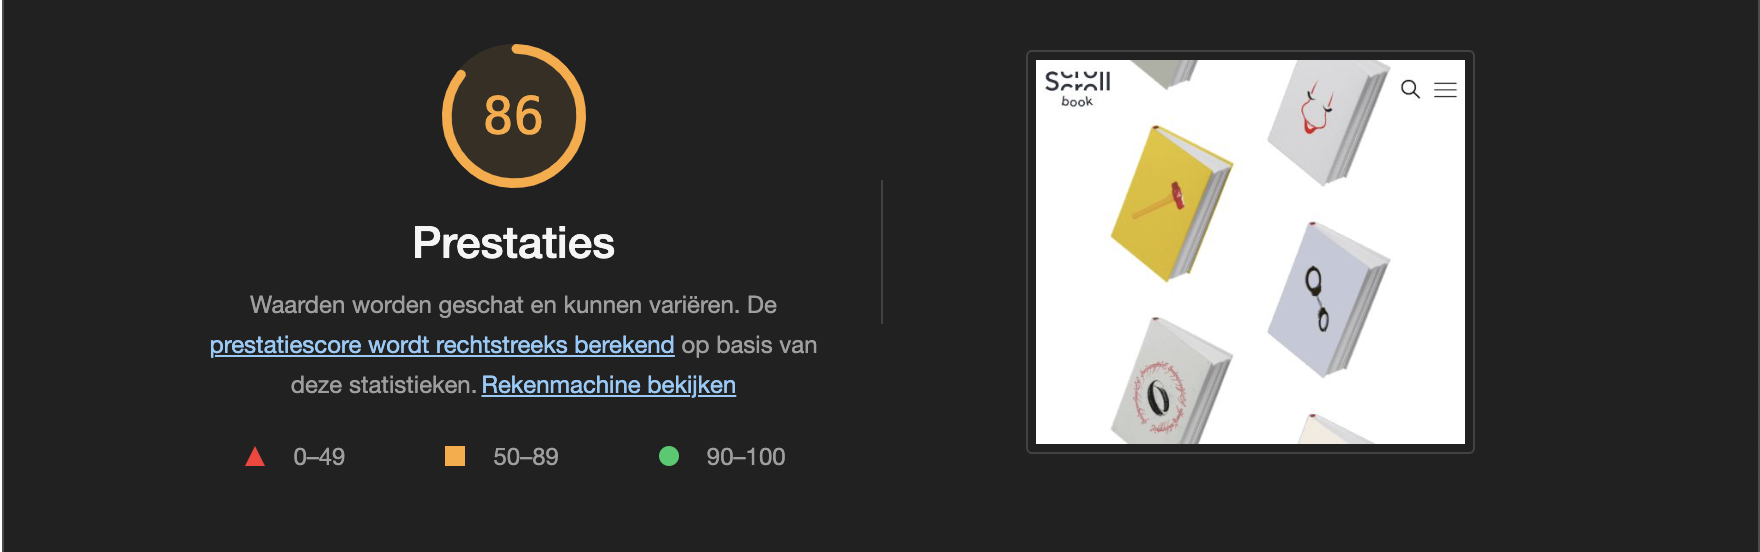 86
Prestaties
Waarden worden geschat en kunnen variëren. De
prestatiescore wordt rechtstreeks berekend op basis van
deze statistieken. Rekenmachine bekijken
0–49
50–89
90–100
Scroll
book